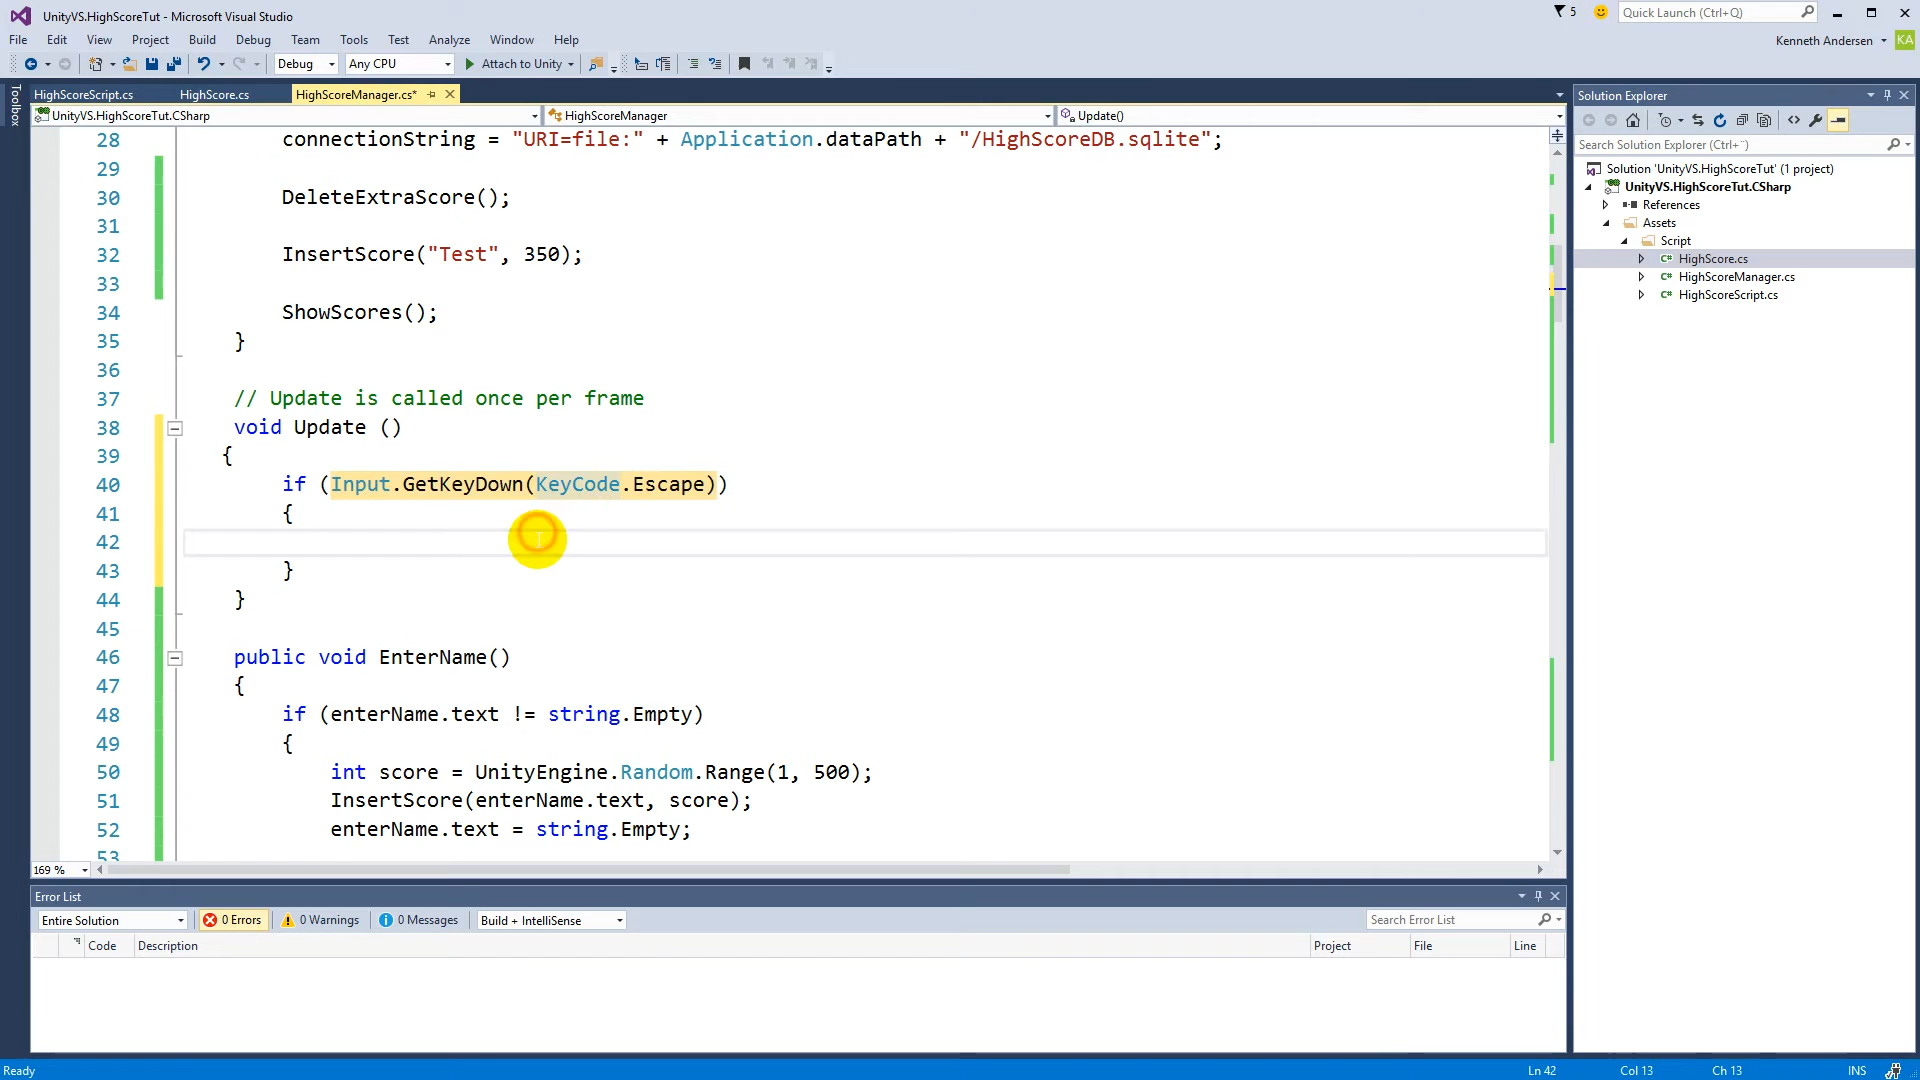 UnityVS.HighScoreTut - Microsoft Visual Studio
5
Quick Launch (Ctrl+Q)
File Edit View Project Build Debug Team Tools Test Analyze Window Help
Kenneth Andersen KA
Debug Any CPU Attach to Unity
Toolbox
HighScoreScript.cs HighScore.cs HighScoreManager.cs*
UnityVS.HighScoreTut.CSharp HighScoreManager Update()
28 connectionString = "URI=file:" + Application.dataPath + "/HighScoreDB.sqlite";
29
30 DeleteExtraScore();
31
32 InsertScore("Test", 350);
33
34 ShowScores();
35 }
36
37 // Update is called once per frame
38 void Update ()
39 {
40 if (Input.GetKeyDown(KeyCode.Escape))
41 {
42
43 }
44 }
45
46 public void EnterName()
47 {
48 if (enterName.text != string.Empty)
49 {
50 int score = UnityEngine.Random.Range(1, 500);
51 InsertScore(enterName.text, score);
52 enterName.text = string.Empty;
53
169 %
Solution Explorer
Search Solution Explorer (Ctrl+¨)
Solution 'UnityVS.HighScoreTut' (1 project)
UnityVS.HighScoreTut.CSharp
References
Assets
Script
C# HighScore.cs
C# HighScoreManager.cs
C# HighScoreScript.cs
Error List
Entire Solution 0 Errors 0 Warnings 0 Messages Build + IntelliSense Search Error List
Code Description Project File Line
Ready Ln 42 Col 13 Ch 13 INS